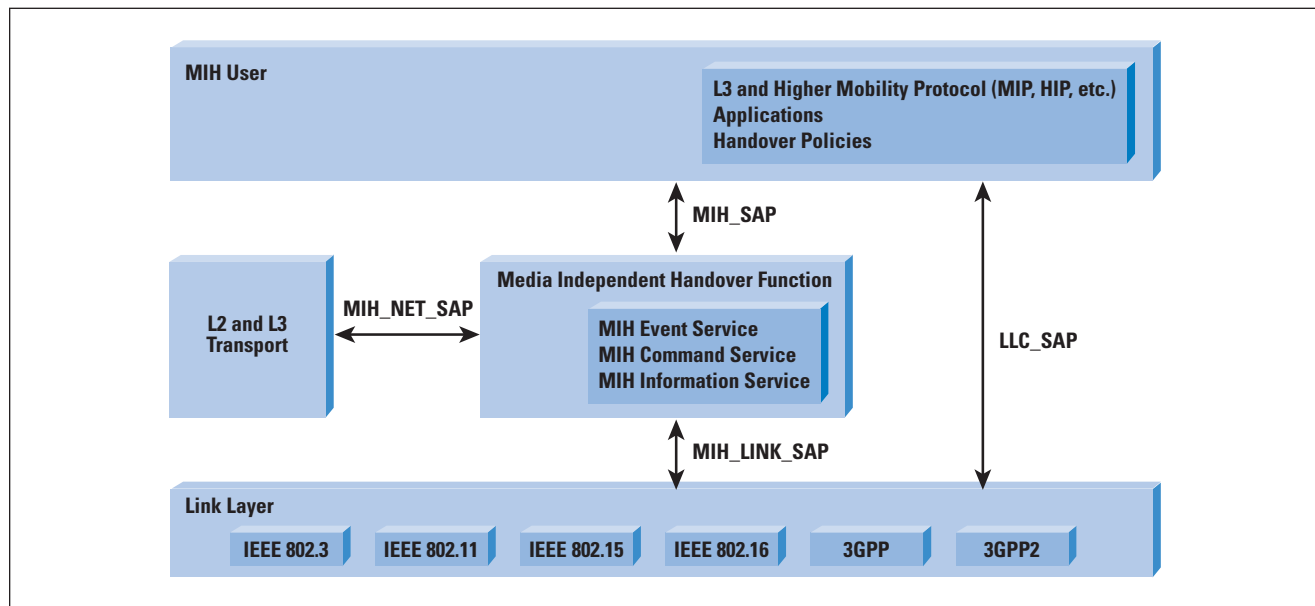 MIH User
L3 and Higher Mobility Protocol (MIP, HIP, etc.)
Applications
Handover Policies
MIH_SAP
LLC_SAP
L2 and L3
Transport
MIH_NET_SAP
Media Independent Handover Function
MIH Event Service
MIH Command Service
MIH Information Service
MIH_LINK_SAP
Link Layer
IEEE 802.3
IEEE 802.11
IEEE 802.15
IEEE 802.16
3GPP
3GPP2